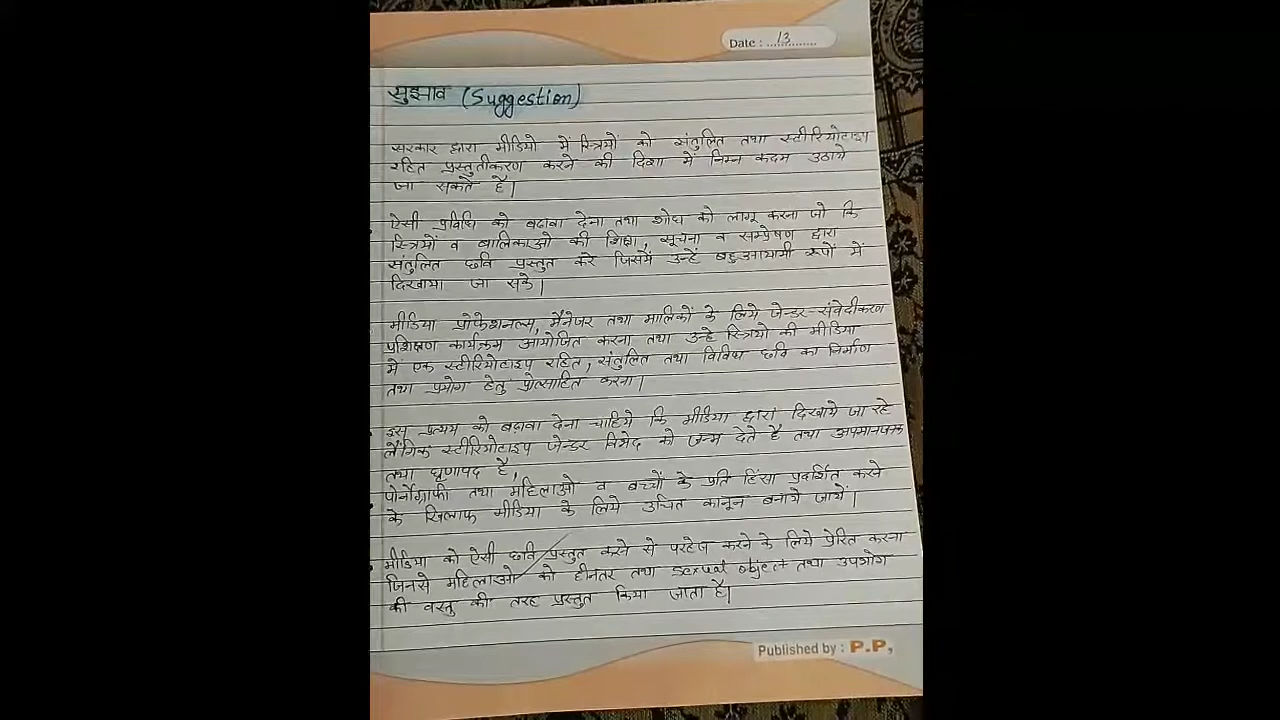 Date : 13
सुझाव (Suggestion)
सरकार द्वारा मीडियो में स्त्रियों को संतुलित तथा स्टीरियोटाइप
रहित प्रस्तुतीकरण करने की दिशा में निम्न कदम उठाये
जा सकते है।
ऐसी प्रविधि को बढावा देना तथा शोध को लागू करना जो कि
स्त्रियों व बालिकाओ की शिक्षा, सूचना व सम्प्रेषण द्वारा
संतुलित छवि प्रस्तुत करे जिसमे उन्हें बहुआयामी रूपों में
दिखाया जा सके।
मीडिया प्रोफेशनल्स, मैनेजर तथा मालिकों के लिये जेन्डर-संवेदीकरण
प्रशिक्षण कार्यक्रम आयोजित करना तथा उन्हे स्त्रियो की मीडिया
में एक स्टीरियोटाइप रहित, संतुलित तथा विविध छवि का निर्माण
तथा प्रयोग हेतु प्रोत्साहित करना।
इस प्रत्यय को बढावा देना चाहिये कि मीडिया द्वारा दिखाये जा रहे
लैंगिक स्टीरियोटाइप जेन्डर विभेद को जन्म देते है तथा अपमानजनक
तथा घृणापद है,
पोर्नोग्राफी तथा महिलाओ व बच्चों के प्रति हिंसा प्रदर्शित करने
के खिलाफ मीडिया के लिये उचित कानून बनाये जायें।
मीडिया को ऐसी छवि प्रस्तुत करने से परहेज करने के लिये प्रेरित करना
जिनसे महिलाओ को हीनतर तथा sexual object तथा उपभोग
की वस्तु की तरह प्रस्तुत किया जाता है।
Published by : P.P,